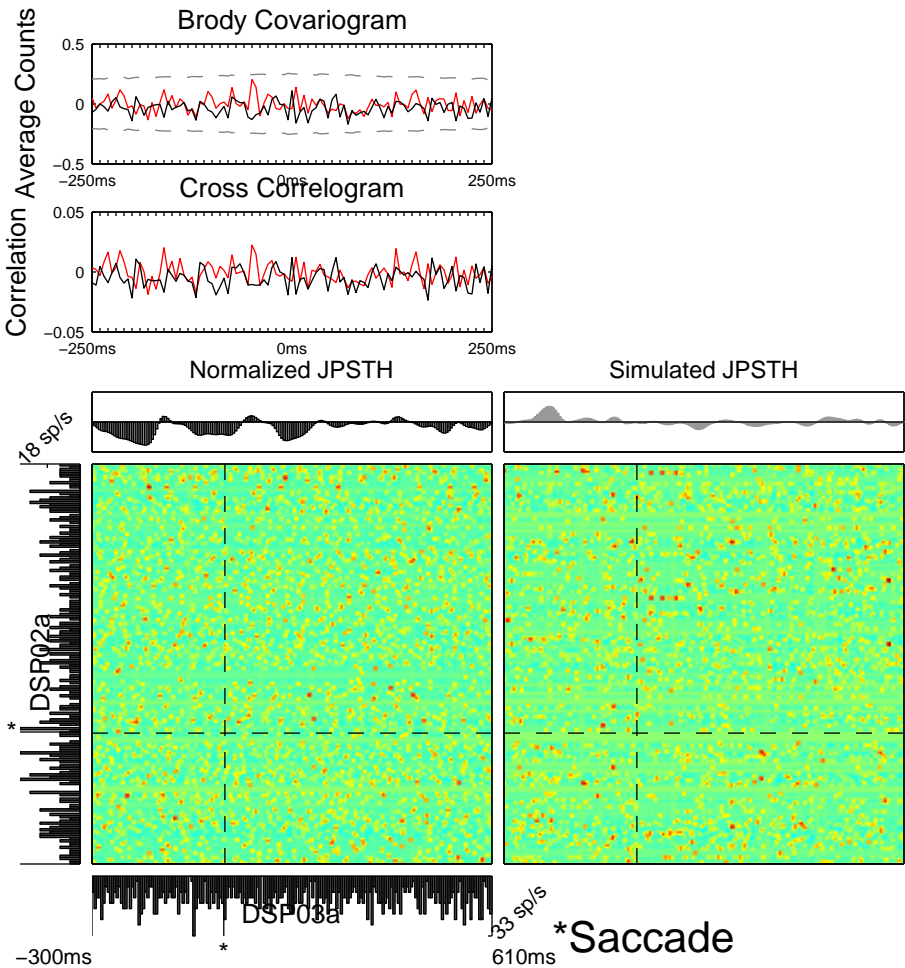 Brody Covariogram
Average Counts
0.5
0
−0.5
−250ms
0ms
250ms
Cross Correlogram
Correlation
0.05
0
−0.05
−250ms
0ms
250ms
Normalized JPSTH
Simulated JPSTH
18 sp/s
DSP02a
*
DSP03a
33 sp/s
*
*Saccade
−300ms
610ms